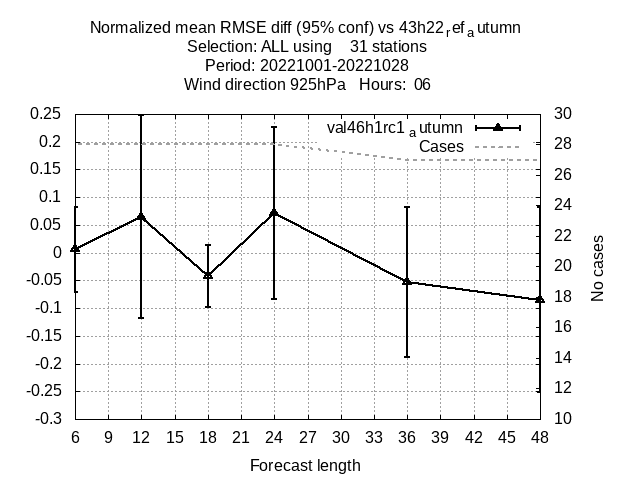 Normalized mean RMSE diff (95% conf) vs 43h22refautumn
Selection: ALL using 31 stations
Period: 20221001-20221028
Wind direction 925hPa Hours: 06
val46h1rc1autumn
Cases
0.25
0.2
0.15
0.1
0.05
0
-0.05
-0.1
-0.15
-0.2
-0.25
-0.3
30
28
26
24
22
20
18
16
14
12
10
No cases
6 9 12 15 18 21 24 27 30 33 36 39 42 45 48
Forecast length